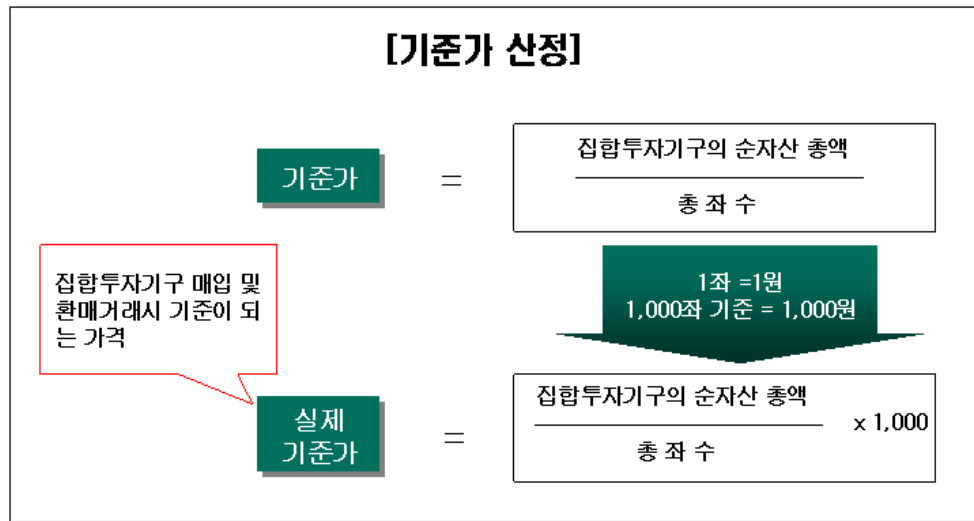 [기준가 산정]
기준가
=
집합투자기구의 순자산 총액
총 좌 수
집합투자기구 매입 및
환매거래시 기준이 되
는 가격
1좌 =1원
1,000좌 기준 = 1,000원
실제
기준가
=
집합투자기구의 순자산 총액
총 좌 수
x 1,000